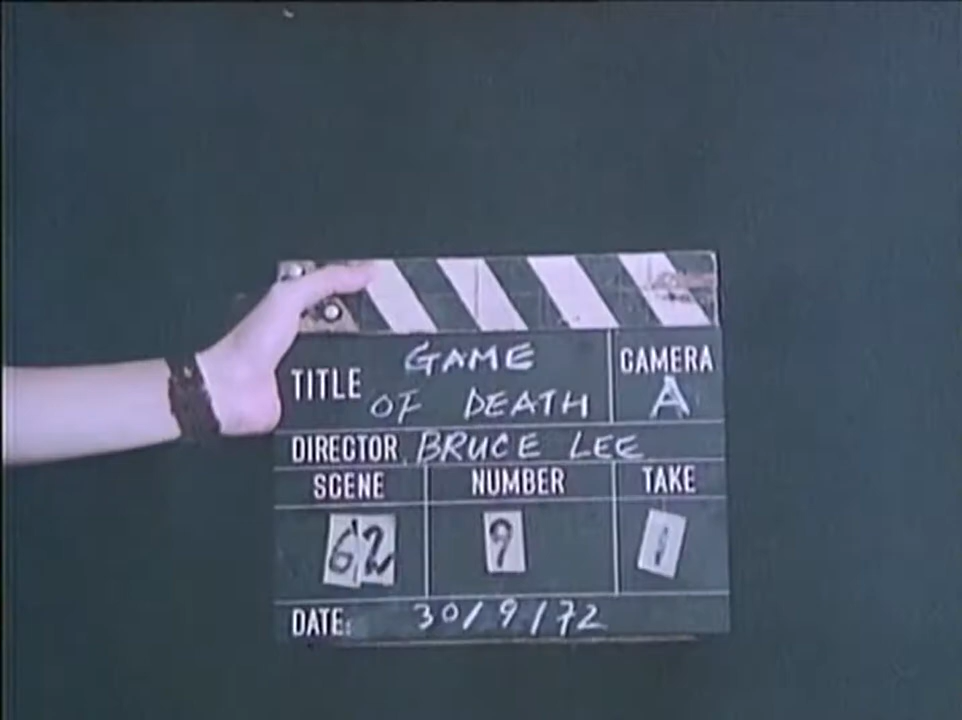 GAME
TITLE OF DEATH
CAMERA
A
DIRECTOR BRUCE LEE
SCENE NUMBER TAKE
62 9 1
DATE: 30/9/72